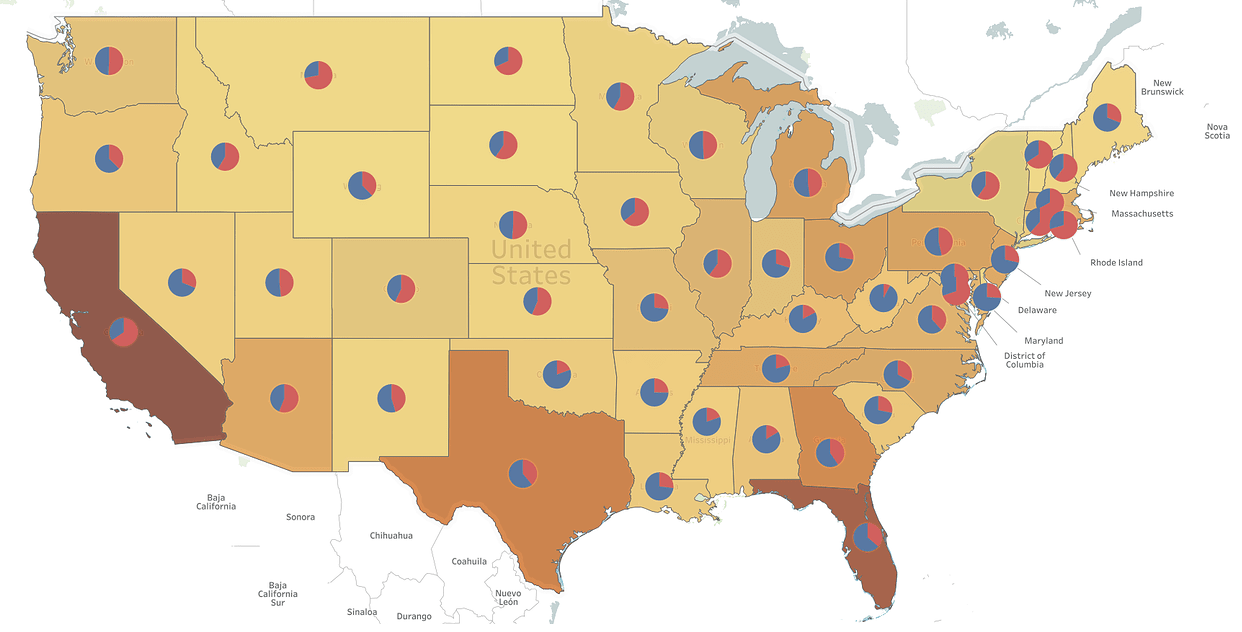 New
Brunswick
Nova
Scotia
New Hampshire
Massachusetts
Rhode Island
United
States
New Jersey
Delaware
Maryland
District of
Columbia
Mississippi
Baja
California
Sonora
Chihuahua
Coahuila
Baja
California
Sur
Nuevo
León
Sinaloa
Durango